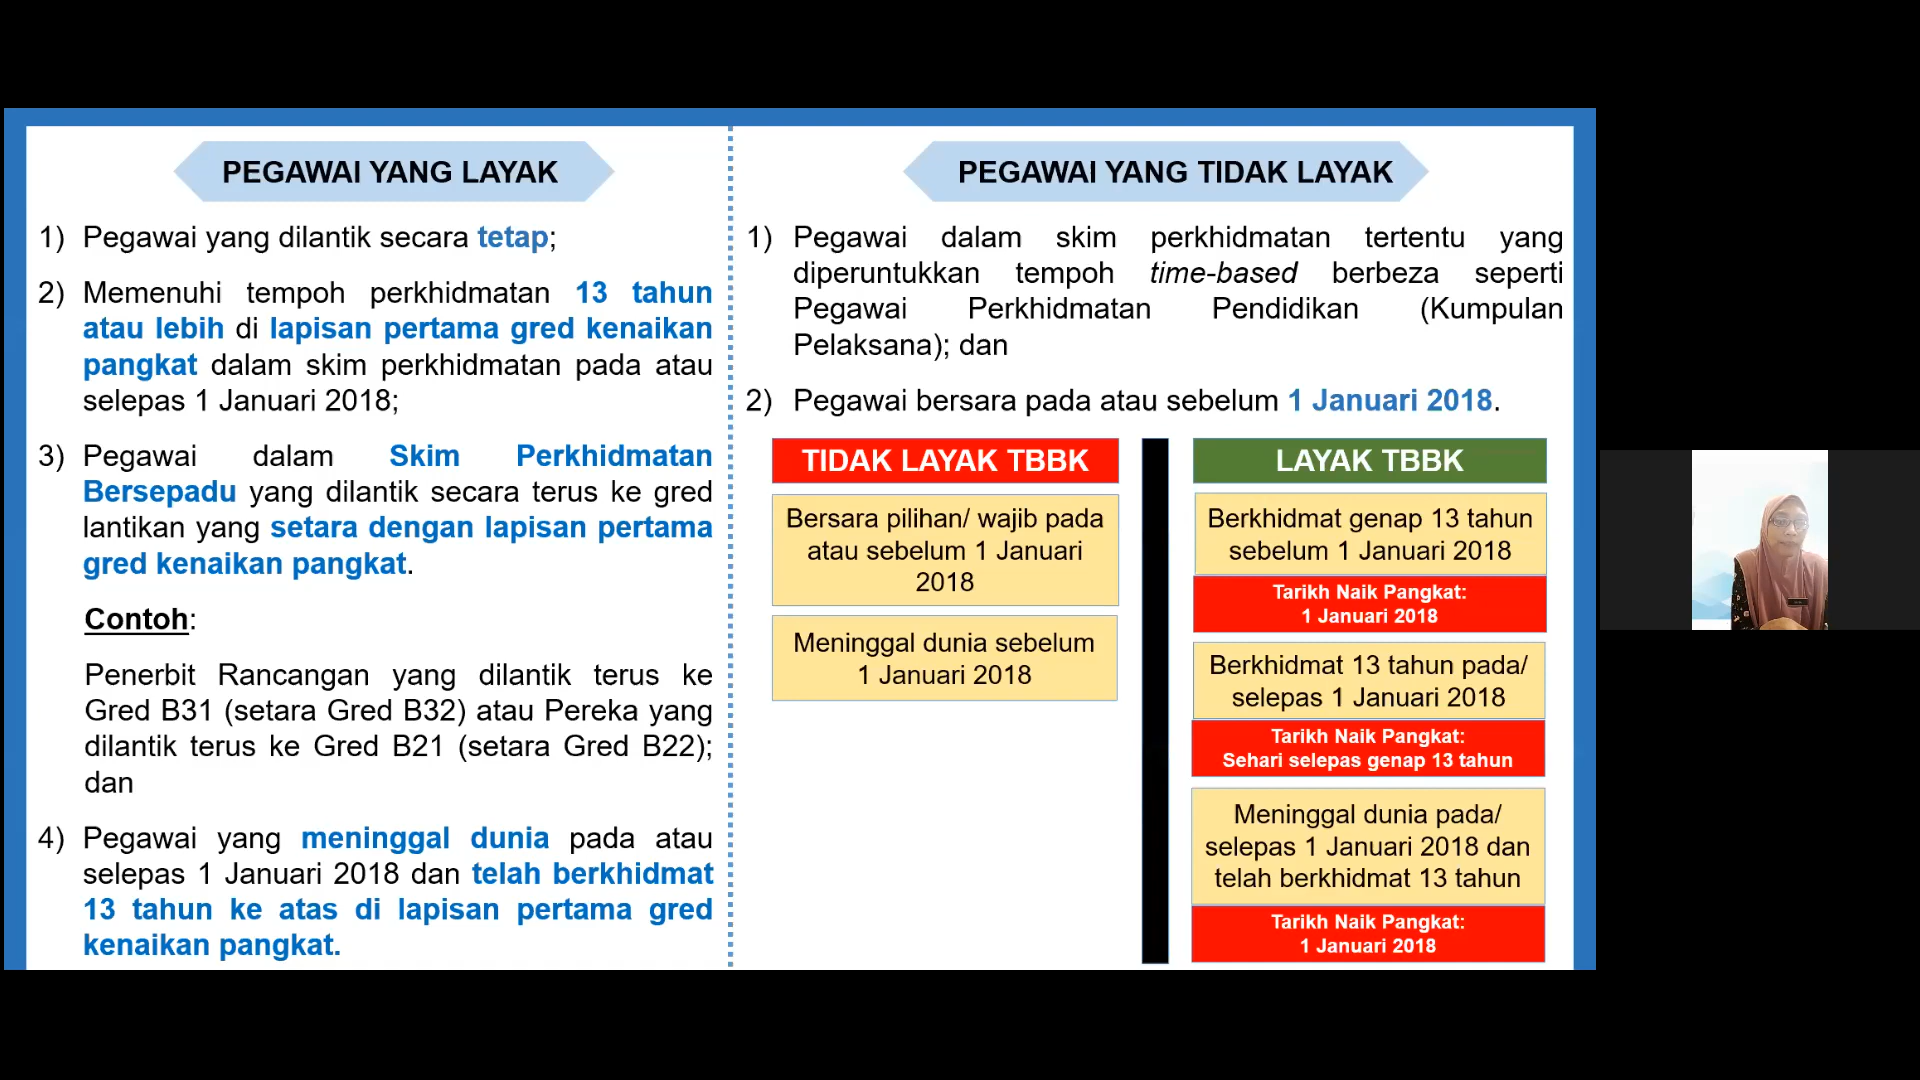 PEGAWAI YANG LAYAK
1) Pegawai yang dilantik secara tetap;
2) Memenuhi tempoh perkhidmatan 13 tahun
atau lebih di lapisan pertama gred kenaikan
pangkat dalam skim perkhidmatan pada atau
selepas 1 Januari 2018;
3) Pegawai dalam Skim Perkhidmatan
Bersepadu yang dilantik secara terus ke gred
lantikan yang setara dengan lapisan pertama
gred kenaikan pangkat.
Contoh:
Penerbit Rancangan yang dilantik terus ke
Gred B31 (setara Gred B32) atau Pereka yang
dilantik terus ke Gred B21 (setara Gred B22);
dan
4) Pegawai yang meninggal dunia pada atau
selepas 1 Januari 2018 dan telah berkhidmat
13 tahun ke atas di lapisan pertama gred
kenaikan pangkat.
PEGAWAI YANG TIDAK LAYAK
1) Pegawai dalam skim perkhidmatan tertentu yang
diperuntukkan tempoh time-based berbeza seperti
Pegawai Perkhidmatan Pendidikan (Kumpulan
Pelaksana); dan
2) Pegawai bersara pada atau sebelum 1 Januari 2018.
TIDAK LAYAK TBBK
Bersara pilihan/ wajib pada
atau sebelum 1 Januari
2018
Meninggal dunia sebelum
1 Januari 2018
LAYAK TBBK
Berkhidmat genap 13 tahun
sebelum 1 Januari 2018
Tarikh Naik Pangkat:
1 Januari 2018
Berkhidmat 13 tahun pada/
selepas 1 Januari 2018
Tarikh Naik Pangkat:
Sehari selepas genap 13 tahun
Meninggal dunia pada/
selepas 1 Januari 2018 dan
telah berkhidmat 13 tahun
Tarikh Naik Pangkat:
1 Januari 2018